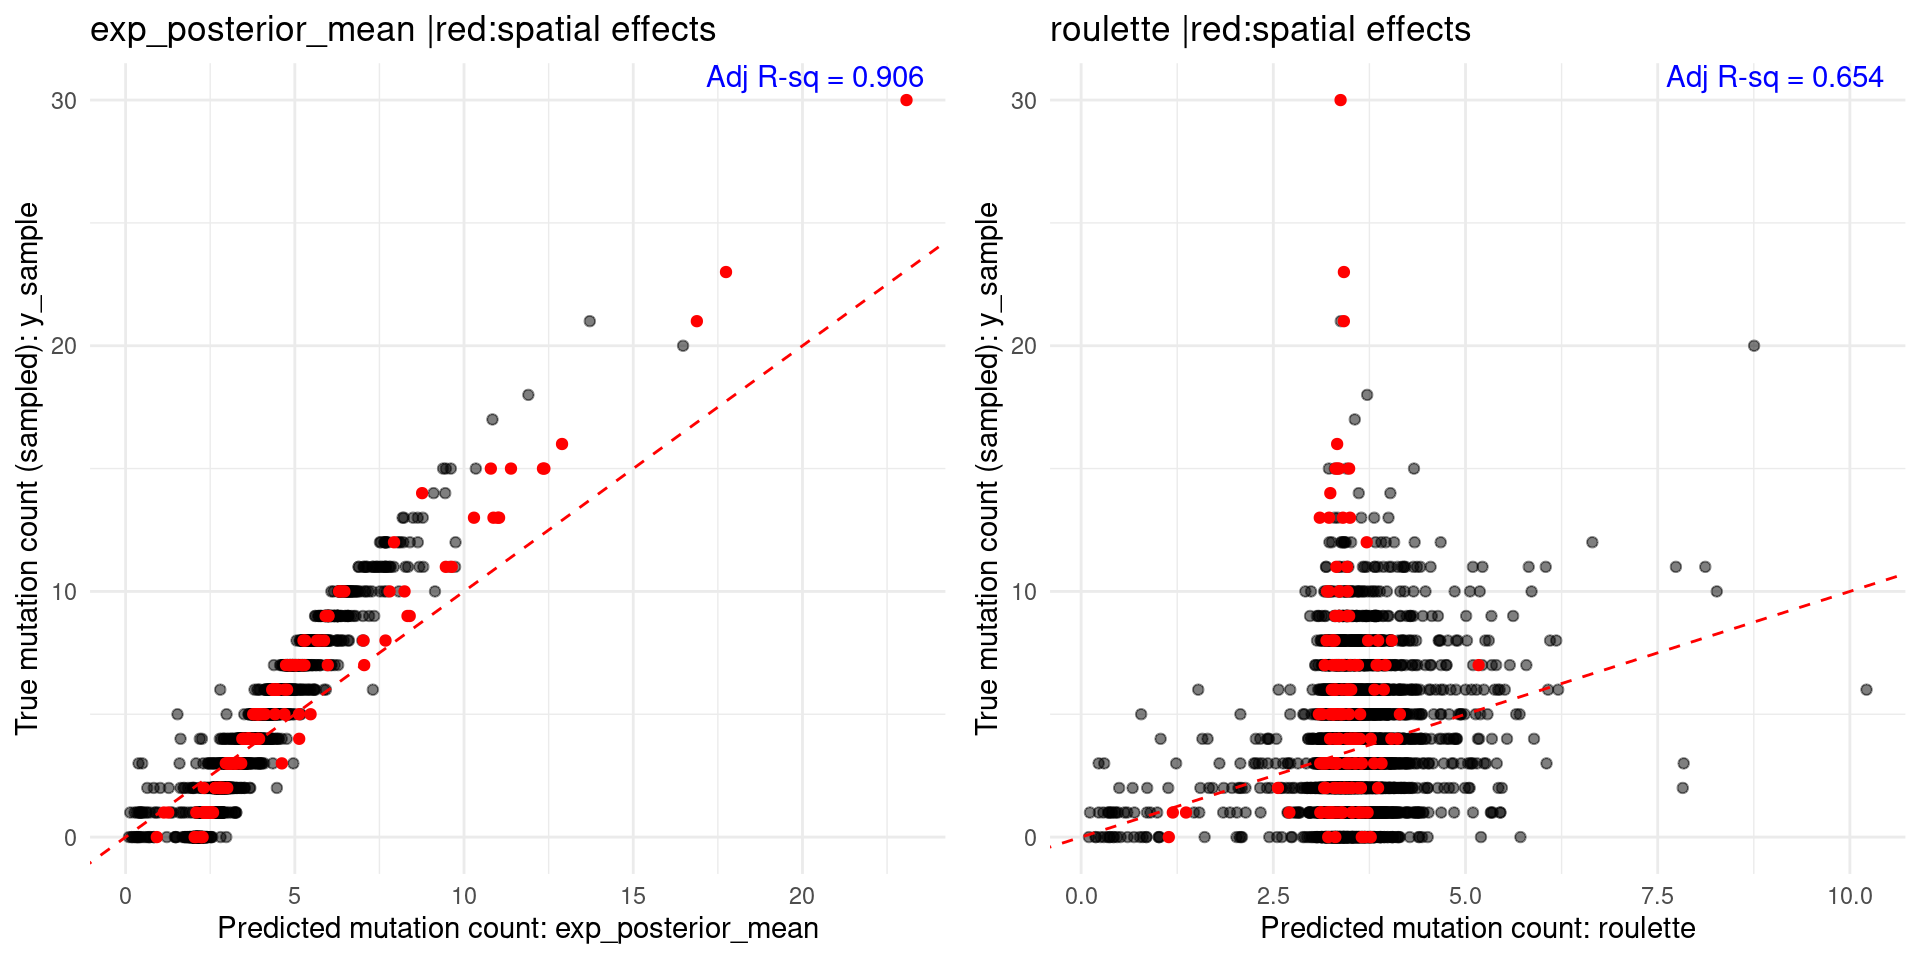 exp_posterior_mean |red:spatial effects
Adj R-sq = 0.906
True mutation count (sampled): y_sample
30
20
10
0
0
5
10
15
20
Predicted mutation count: exp_posterior_mean
roulette |red:spatial effects
Adj R-sq = 0.654
True mutation count (sampled): y_sample
30
20
10
0
0.0
2.5
5.0
7.5
10.0
Predicted mutation count: roulette